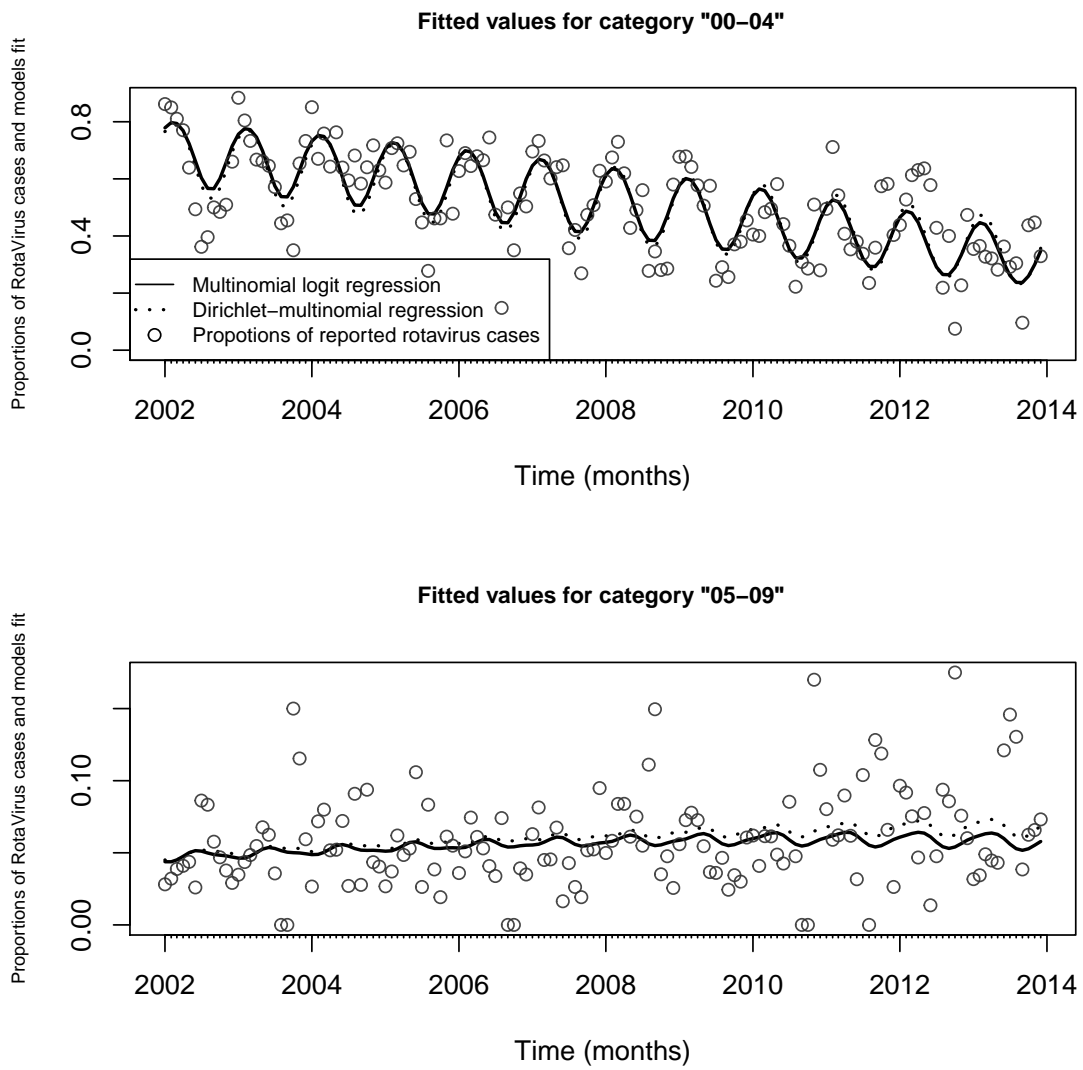 Fitted values for category "00−04"
Proportions of RotaVirus cases and models fit
0.8
0.4
0.0
Multinomial logit regression
Dirichlet−multinomial regression
Propotions of reported rotavirus cases
2002 2004 2006 2008 2010 2012 2014
Time (months)
Fitted values for category "05−09"
Proportions of RotaVirus cases and models fit
0.10
0.00
2002 2004 2006 2008 2010 2012 2014
Time (months)